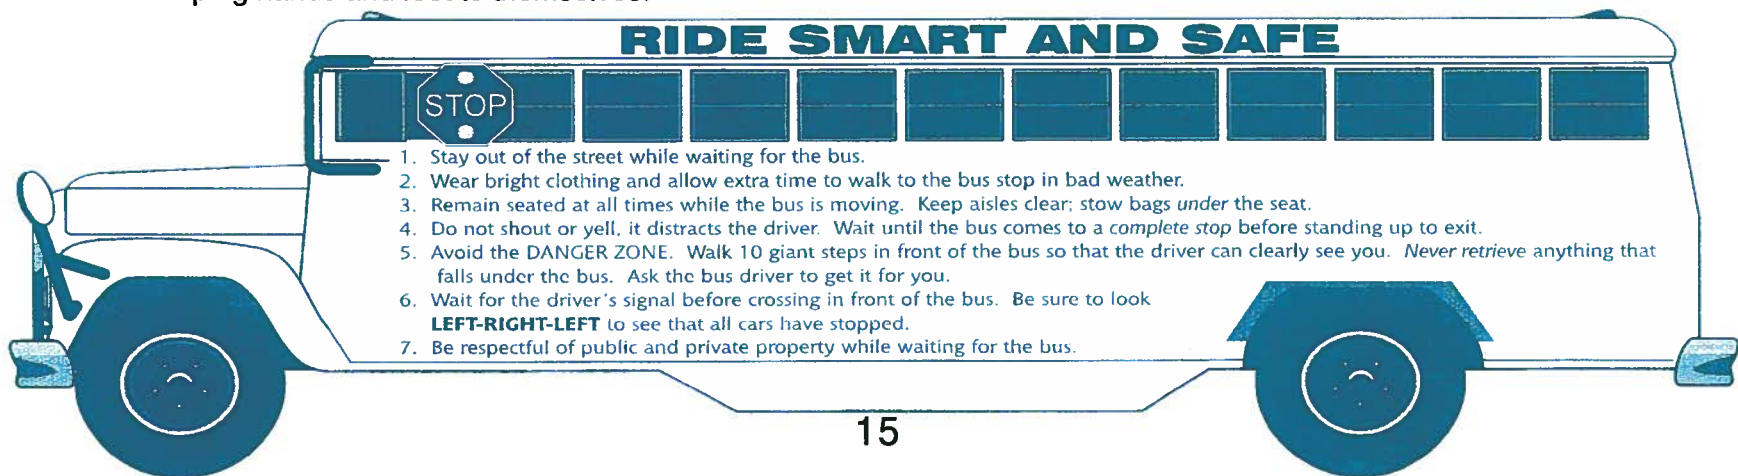 hands and feet to themselves.
RIDE SMART AND SAFE
STOP
1. Stay out of the street while waiting for the bus.
2. Wear bright clothing and allow extra time to walk to the bus stop in bad weather.
3. Remain seated at all times while the bus is moving. Keep aisles clear; stow bags under the seat.
4. Do not shout or yell, it distracts the driver. Wait until the bus comes to a complete stop before standing up to exit.
5. Avoid the DANGER ZONE. Walk 10 giant steps in front of the bus so that the driver can clearly see you. Never retrieve anything that
falls under the bus. Ask the bus driver to get it for you.
6. Wait for the driver's signal before crossing in front of the bus. Be sure to look
LEFT-RIGHT-LEFT to see that all cars have stopped.
7. Be respectful of public and private property while waiting for the bus.
15